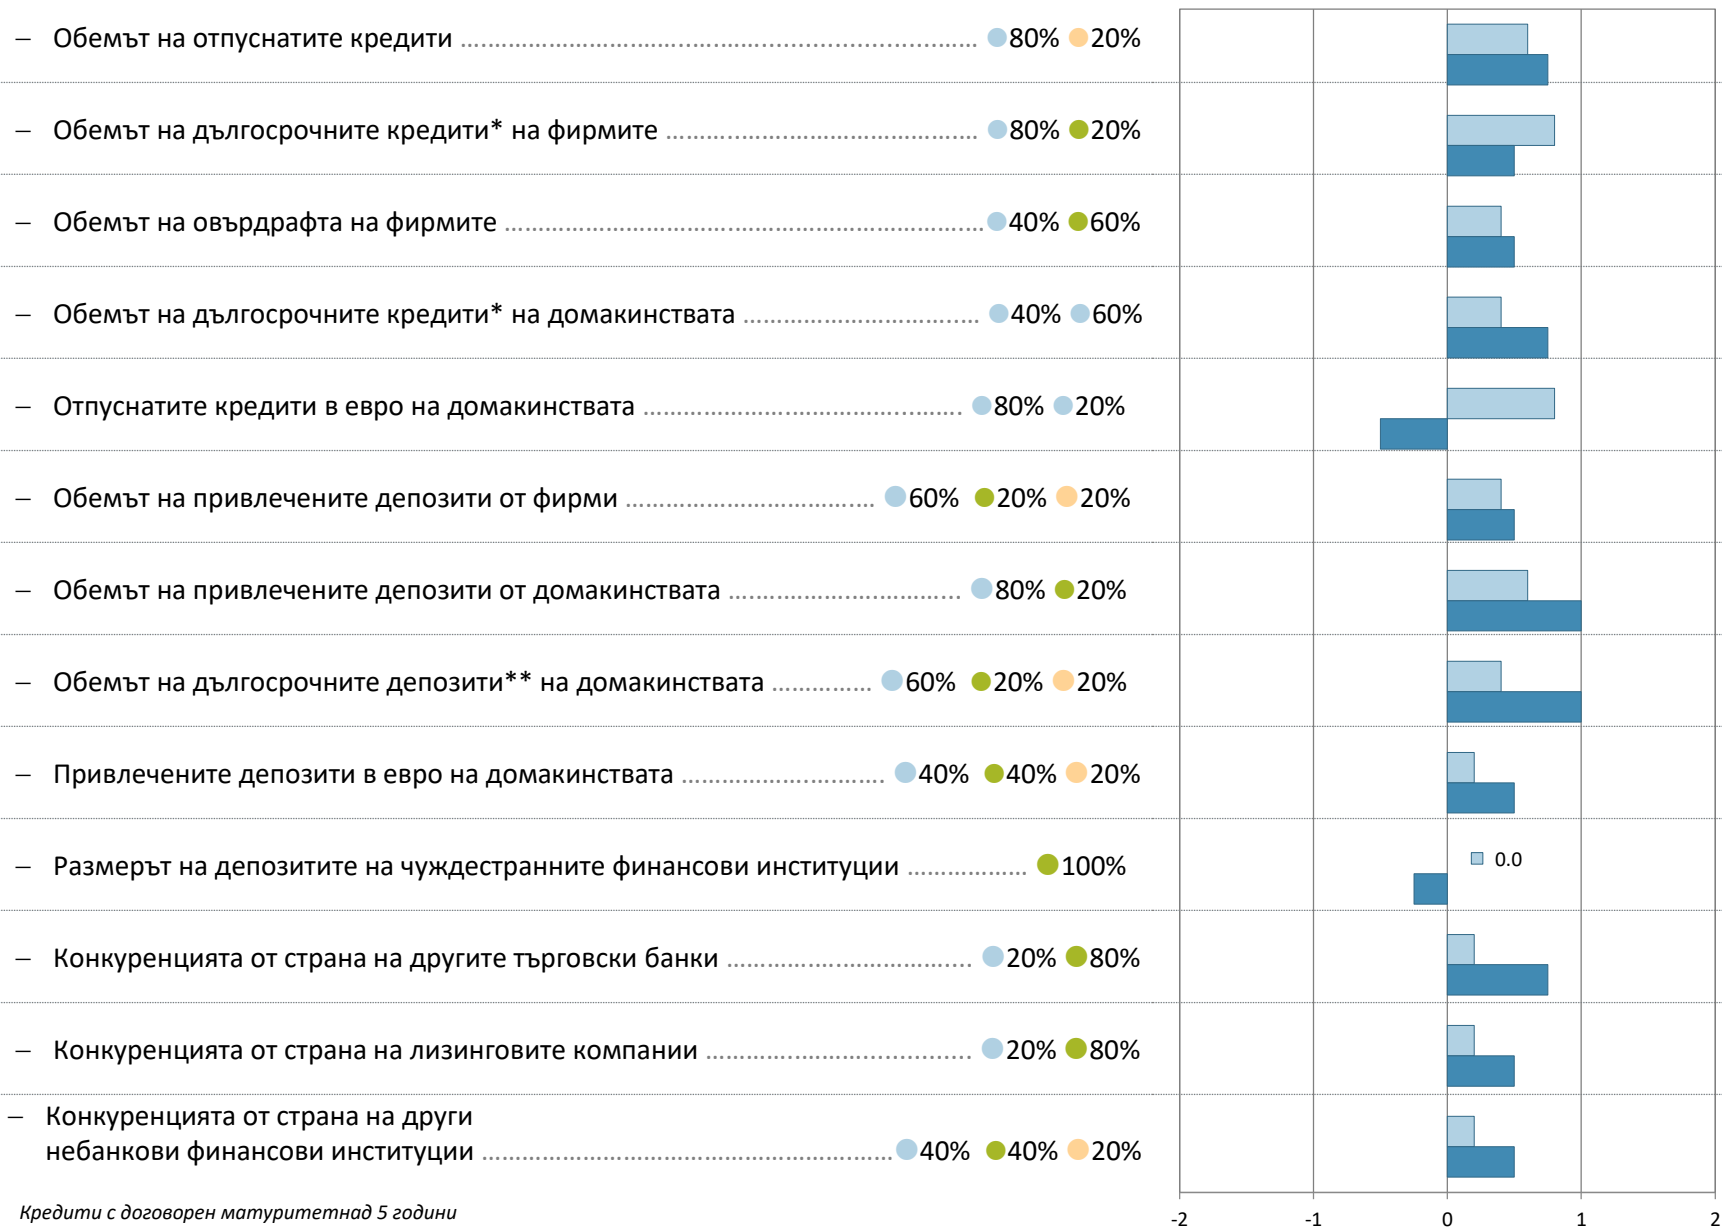 – Обемът на отпуснатите кредити ........................................................................ 80% 20%
– Обемът на дългосрочните кредити* на фирмите ............................................. 80% 20%
– Обемът на овърдрафта на фирмите .................................................................. 40% 60%
– Обемът на дългосрочните кредити* на домакинствата ................................... 40% 60%
– Отпуснатите кредити в евро на домакинствата ............................................... 80% 20%
– Обемът на привлечените депозити от фирми .................................... 60% 20% 20%
– Обемът на привлечените депозити от домакинствата .................................. 80% 20%
– Обемът на дългосрочните депозити** на домакинствата ............... 60% 20% 20%
– Привлечените депозити в евро на домакинствата ............................. 40% 40% 20%
– Размерът на депозитите на чуждестранните финансови институции .................. 100%
0.0
– Конкуренцията от страна на другите търговски банки ................................... 20% 80%
– Конкуренцията от страна на лизинговите компании ...................................... 20% 80%
– Конкуренцията от страна на други
небанкови финансови институции .......................................................... 40% 40% 20%
Кредити с договорен матуритетнад 5 години
-2 -1 0 1 2